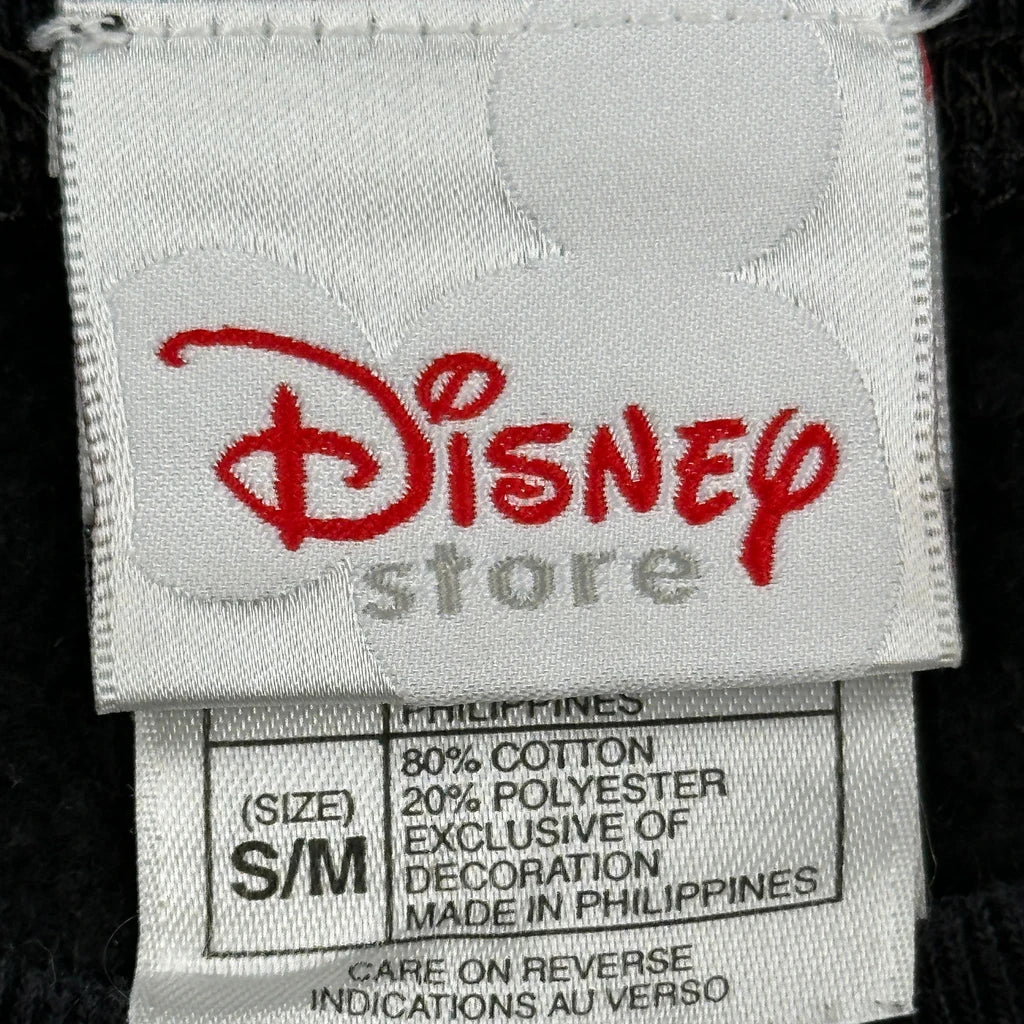 Disney
store
PHILIPPINES
80% COTTON
20% POLYESTER
(SIZE)
EXCLUSIVE OF
S/M
DECORATION
MADE IN PHILIPPINES
CARE ON REVERSE
INDICATIONS AU VERSO